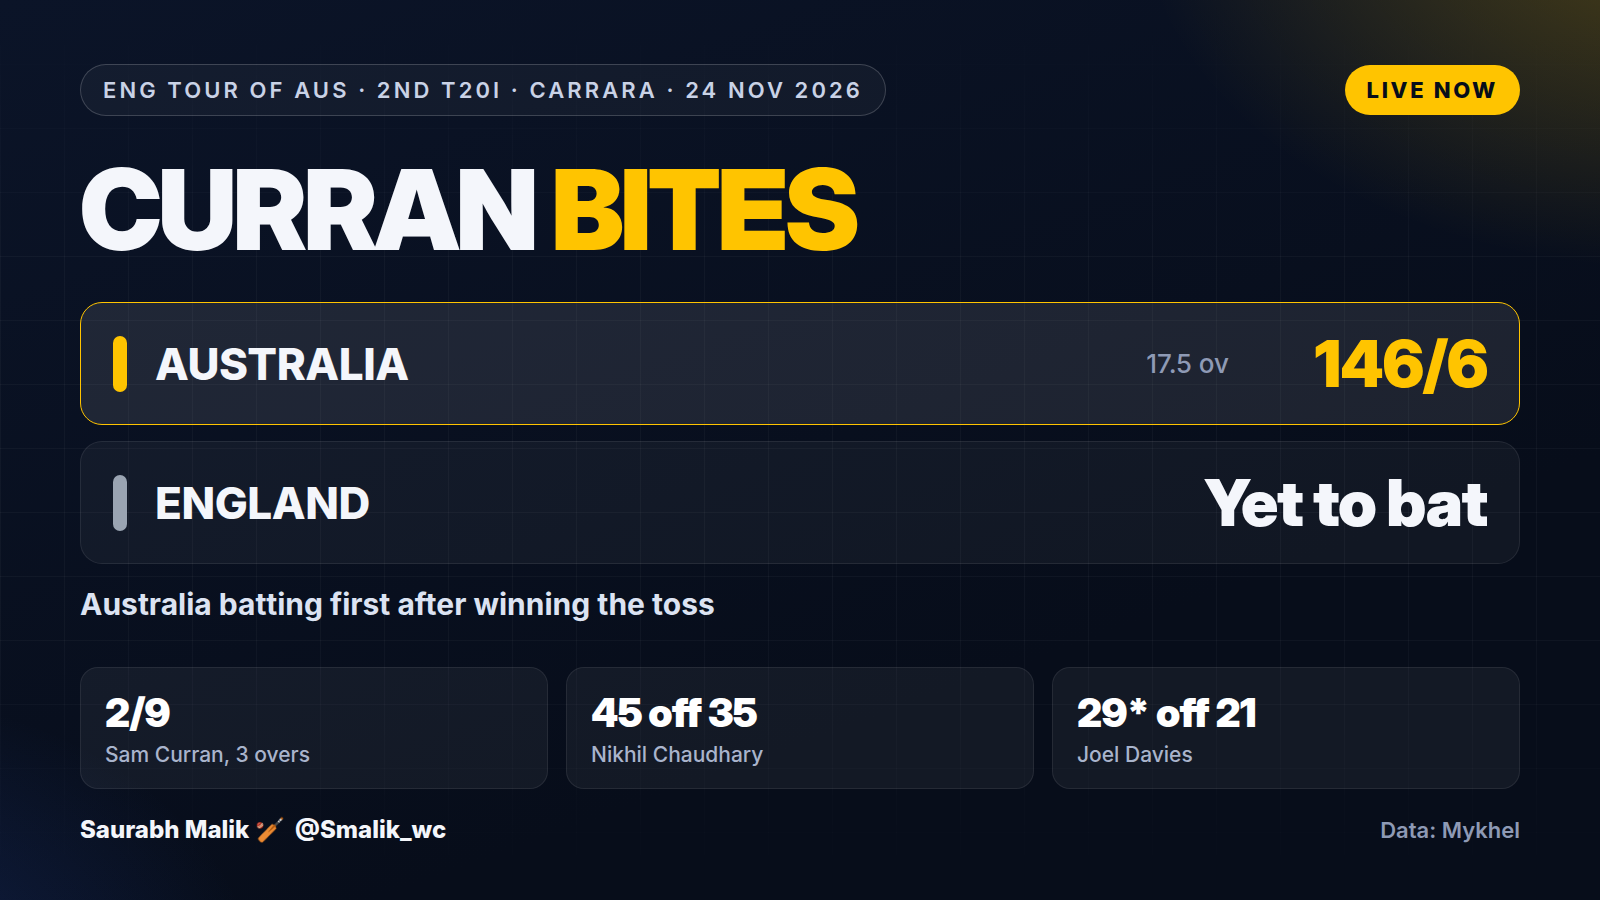 ENG TOUR OF AUS · 2ND T20I · CARRARA · 24 NOV 2026
LIVE NOW
CURRAN BITES
AUSTRALIA
17.5 ov
146/6
ENGLAND
Yet to bat
Australia batting first after winning the toss
2/9
Sam Curran, 3 overs
45 off 35
Nikhil Chaudhary
29* off 21
Joel Davies
Saurabh Malik 🏏 @Smalik_wc
Data: Mykhel